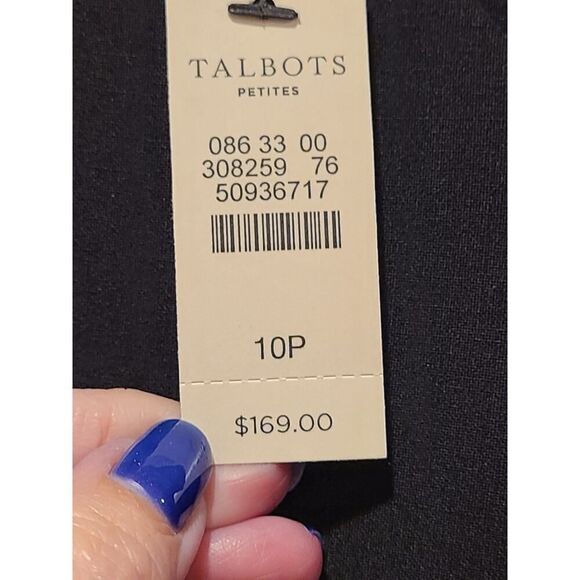 TALBOTS
PETITES
086 33 00
308259 76
50936717
10P
$169.00